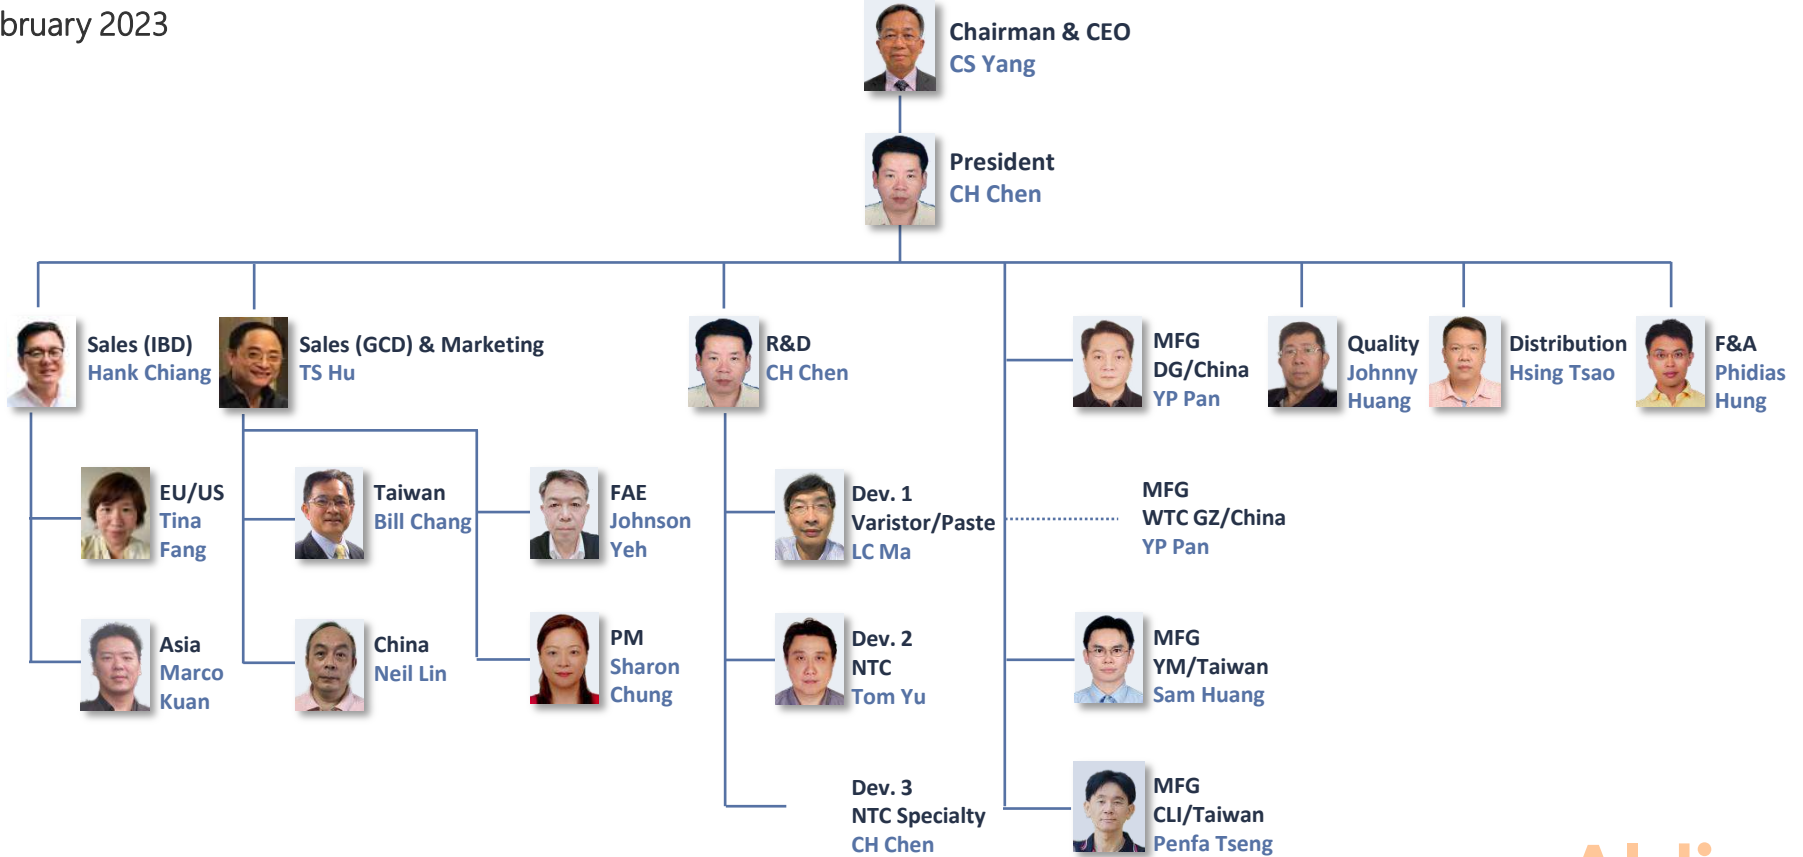 bruary 2023
Chairman & CEO
CS Yang
President
CH Chen
Sales (IBD)
Hank Chiang
Sales (GCD) & Marketing
TS Hu
R&D
CH Chen
MFG
DG/China
YP Pan
Quality
Johnny
Huang
Distribution
Hsing Tsao
F&A
Phidias
Hung
EU/US
Tina
Fang
Taiwan
Bill Chang
FAE
Johnson
Yeh
Dev. 1
Varistor/Paste
LC Ma
MFG
WTC GZ/China
YP Pan
Asia
Marco
Kuan
China
Neil Lin
PM
Sharon
Chung
Dev. 2
NTC
Tom Yu
MFG
YM/Taiwan
Sam Huang
Dev. 3
NTC Specialty
CH Chen
MFG
CLI/Taiwan
Penfa Tseng